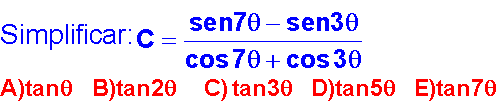 Simplificar: C = (sen7θ − sen3θ) / (cos7θ + cos3θ)
A)tanθ B)tan2θ C) tan3θ D)tan5θ E)tan7θ